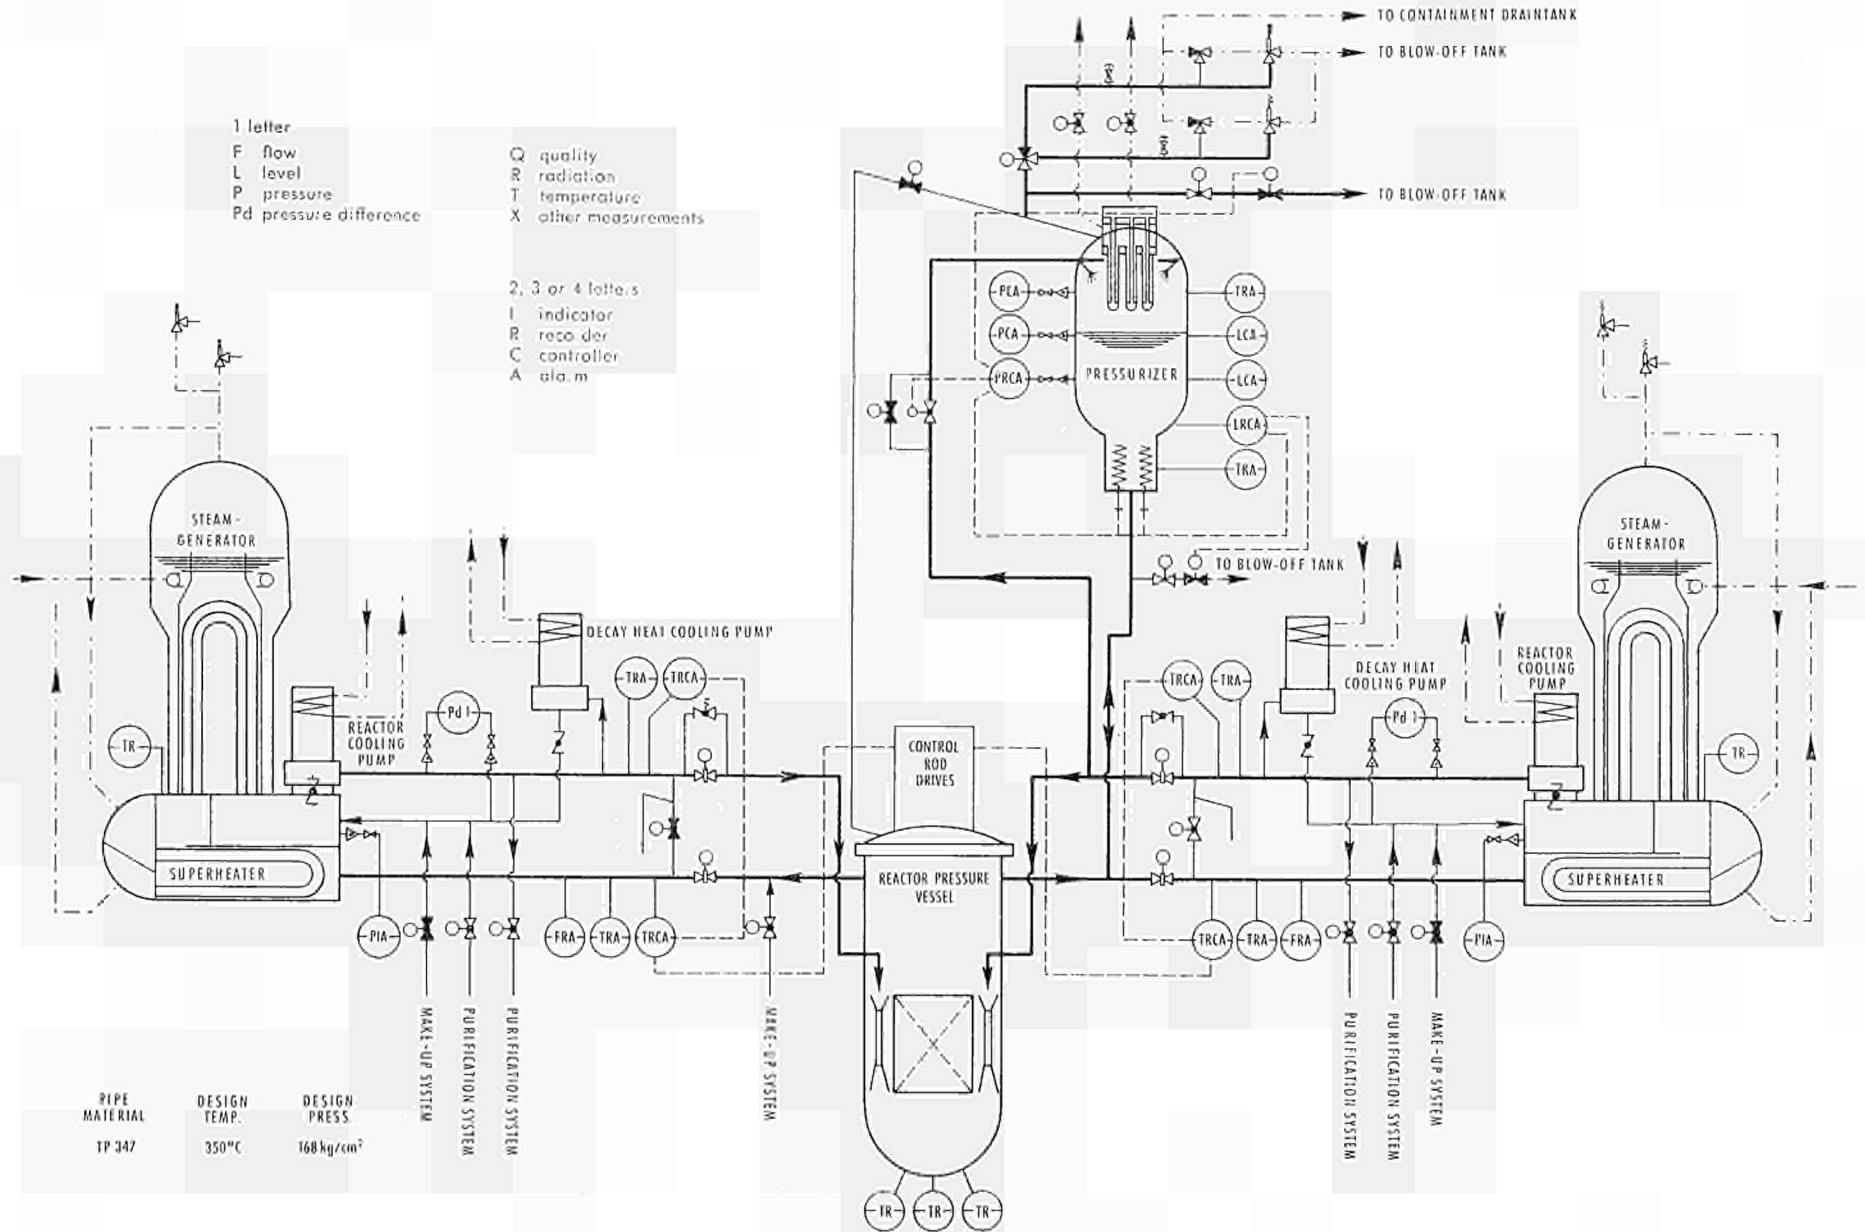 TO CONTAINMENT DRAINTANK
TO BLOW-OFF TANK
TO BLOW-OFF TANK
1 letter
F flow
L level
P pressure
Pd pressure difference
Q quality
R radiation
T temperature
X other measurements
2, 3 or 4 letters
I indicator
R recorder
C controller
A alarm
PCA
TRA
PCA
LCA
PRCA
PRESSURIZER
LCA
LRCA
TRA
TO BLOW-OFF TANK
STEAM-
GENERATOR
STEAM-
GENERATOR
DECAY HEAT COOLING PUMP
TRA
TRCA
TRCA
TRA
DECAY HEAT
COOLING PUMP
REACTOR
COOLING
PUMP
Pd I
REACTOR
COOLING
PUMP
Pd I
TR
TR
CONTROL
ROD
DRIVES
SUPERHEATER
REACTOR PRESSURE
VESSEL
SUPERHEATER
PIA
FRA
TRA
TRCA
TRCA
TRA
FRA
PIA
MAKE-UP SYSTEM
PURIFICATION SYSTEM
PURIFICATION SYSTEM
MAKE-UP SYSTEM
PURIFICATION SYSTEM
PURIFICATION SYSTEM
MAKE-UP SYSTEM
PIPE
MATERIAL
DESIGN
TEMP.
DESIGN
PRESS.
TP 347
350°C
168 kg/cm²
TR
TR
TR